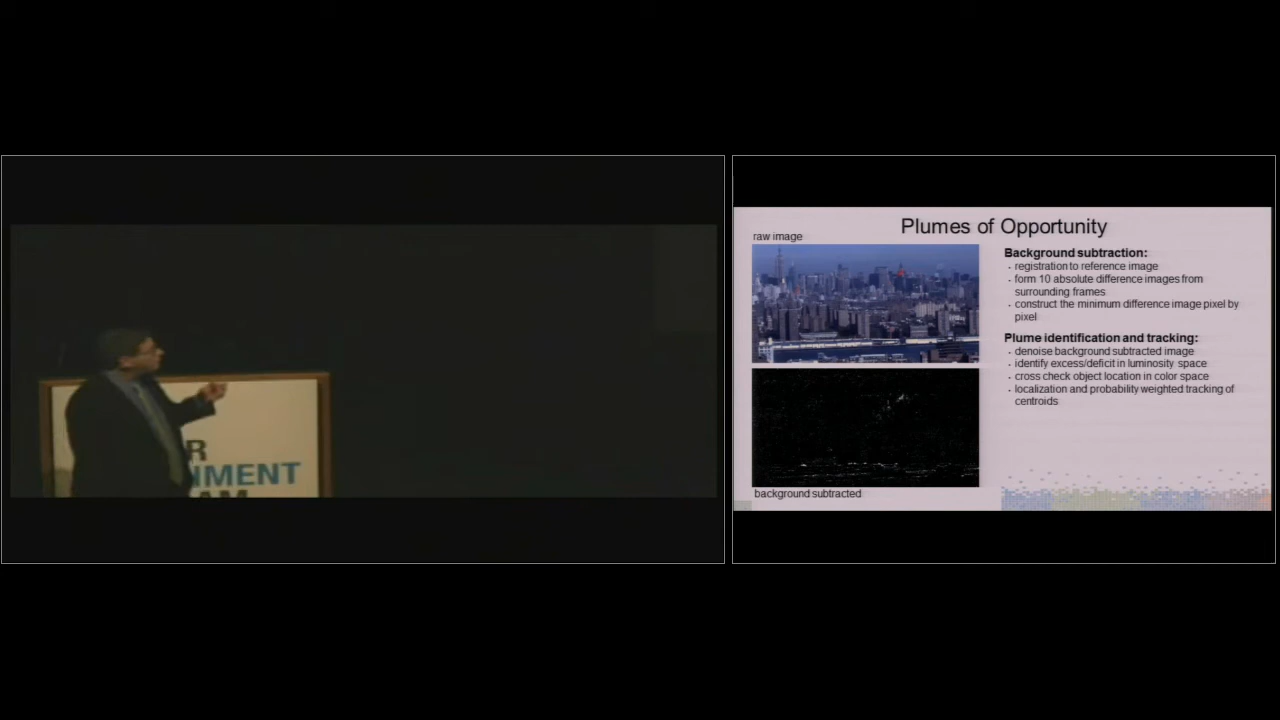 R
NMENT
AM
Plumes of Opportunity
raw image
background subtracted
Background subtraction:
· registration to reference image
· form 10 absolute difference images from
surrounding frames
· construct the minimum difference image pixel by
pixel
Plume identification and tracking:
· denoise background subtracted image
· identify excess/deficit in luminosity space
· cross check object location in color space
· localization and probability weighted tracking of
centroids